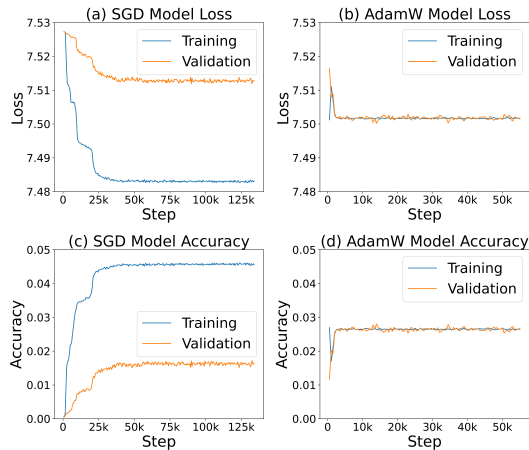 (a) SGD Model Loss
7.53
7.52
7.51
7.50
7.49
7.48
Loss
Training
Validation
0
25k
50k
75k
100k
125k
Step
(b) AdamW Model Loss
7.53
7.52
7.51
7.50
7.49
7.48
Loss
Training
Validation
0
10k
20k
30k
40k
50k
Step
(c) SGD Model Accuracy
0.05
0.04
0.03
0.02
0.01
0.00
Accuracy
Training
Validation
0
25k
50k
75k
100k
125k
Step
(d) AdamW Model Accuracy
0.05
0.04
0.03
0.02
0.01
0.00
Accuracy
Training
Validation
0
10k
20k
30k
40k
50k
Step